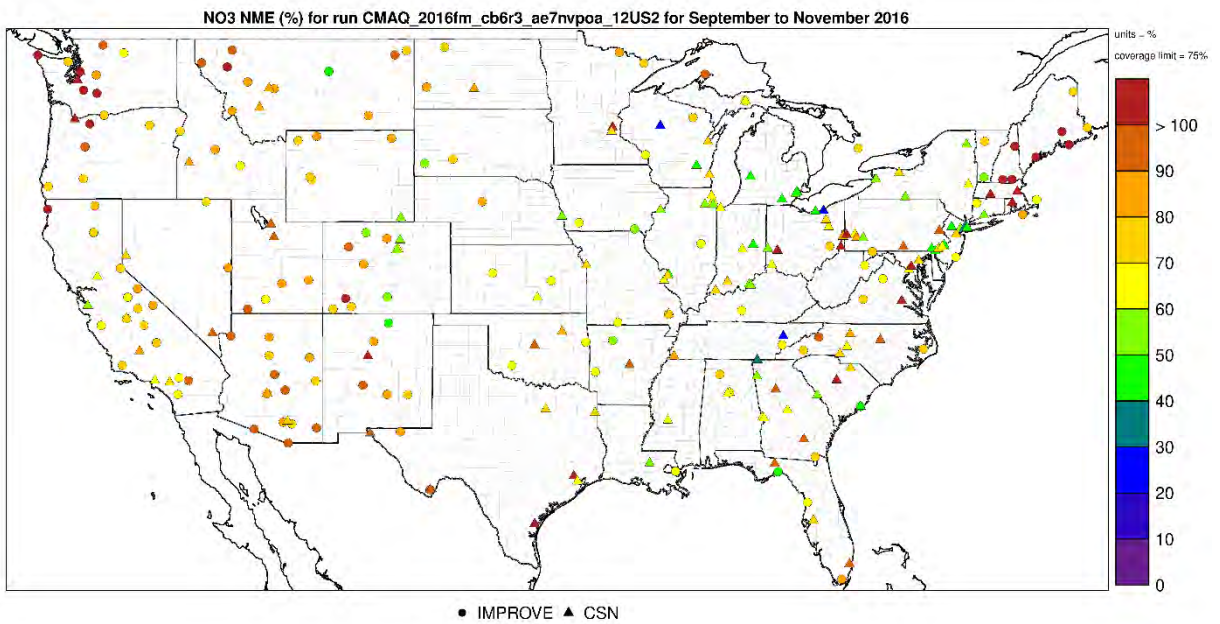 NO3 NME (%) for run CMAQ_2016fm_cb6r3_ae7nvpoa_12US2 for September to November 2016
units = %
coverage limit = 75%
> 100
90
80
70
60
50
40
30
20
10
0
● IMPROVE ▲ CSN